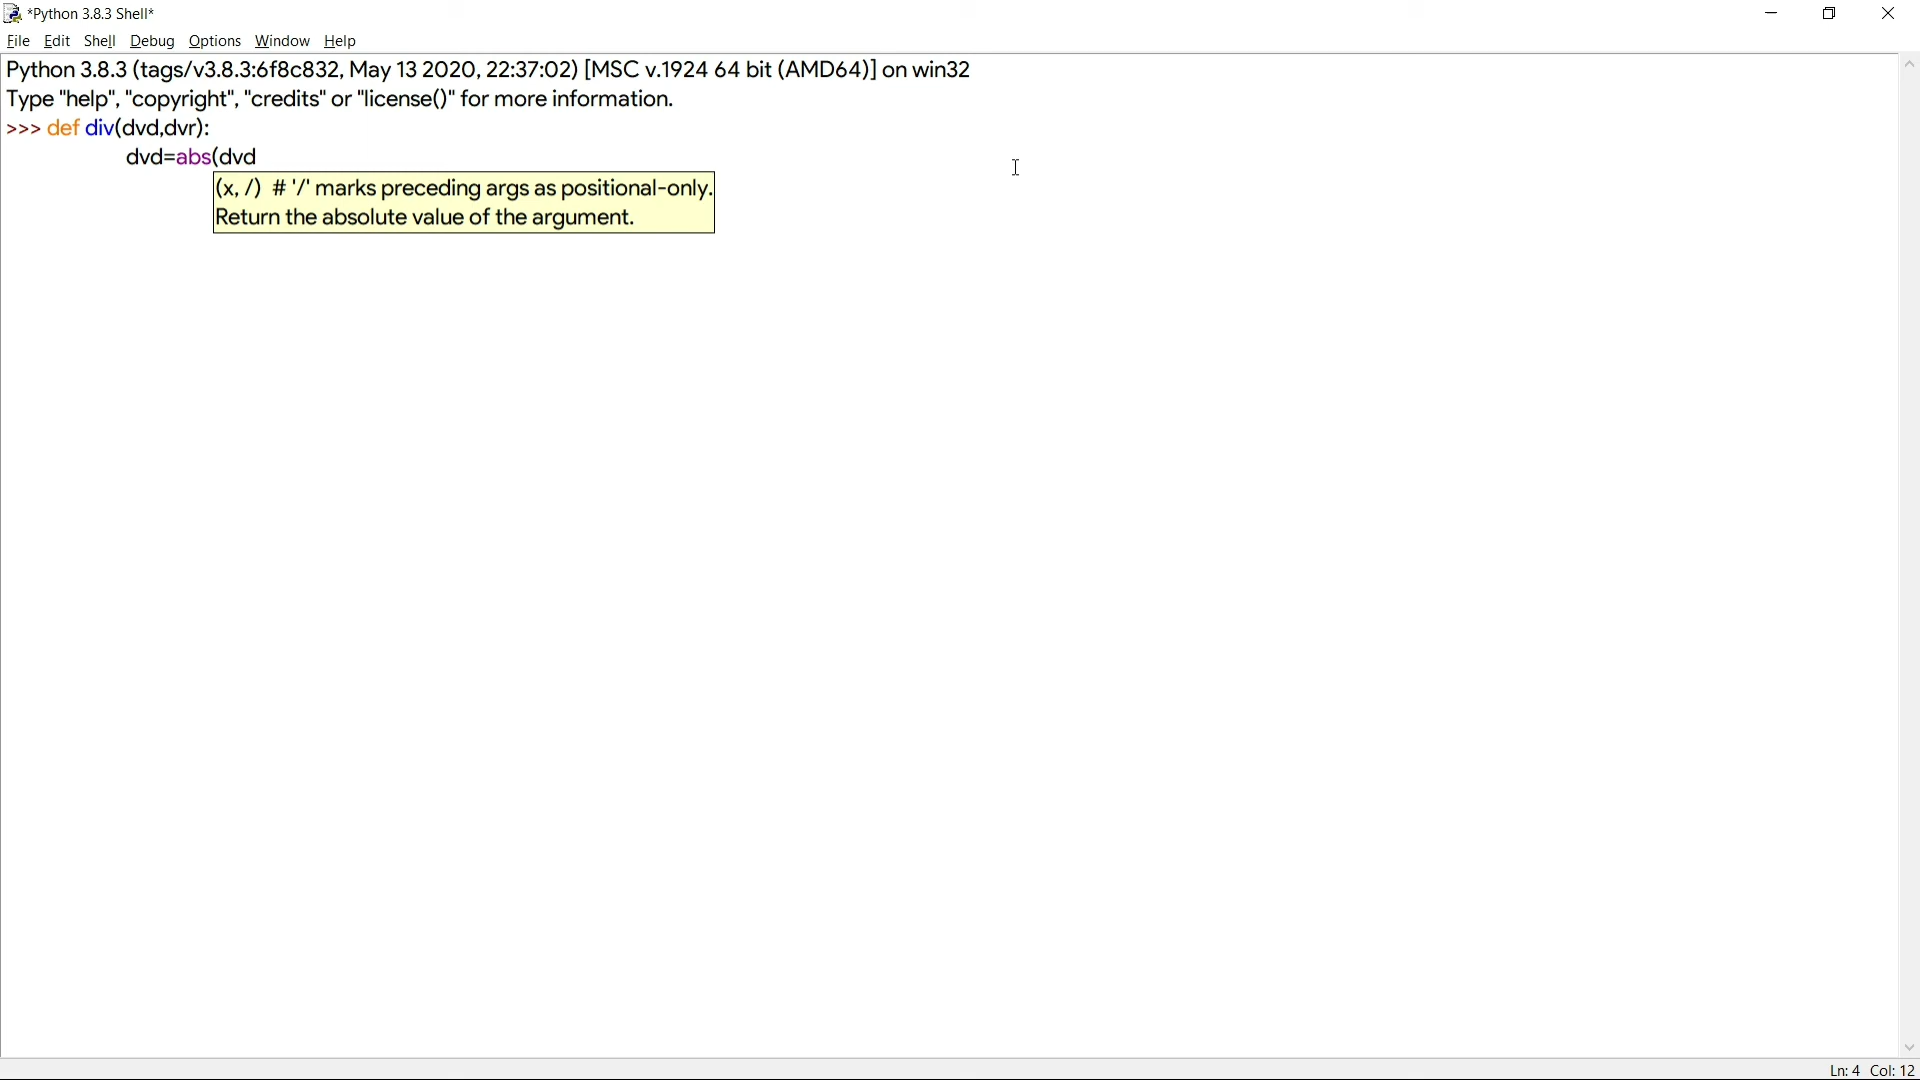 *Python 3.8.3 Shell*
File Edit Shell Debug Options Window Help
Python 3.8.3 (tags/v3.8.3:6f8c832, May 13 2020, 22:37:02) [MSC v.1924 64 bit (AMD64)] on win32
Type "help", "copyright", "credits" or "license()" for more information.
>>> def div(dvd,dvr):
dvd=abs(dvd
(x, /) # '/' marks preceding args as positional-only.
Return the absolute value of the argument.
Ln: 4 Col: 12